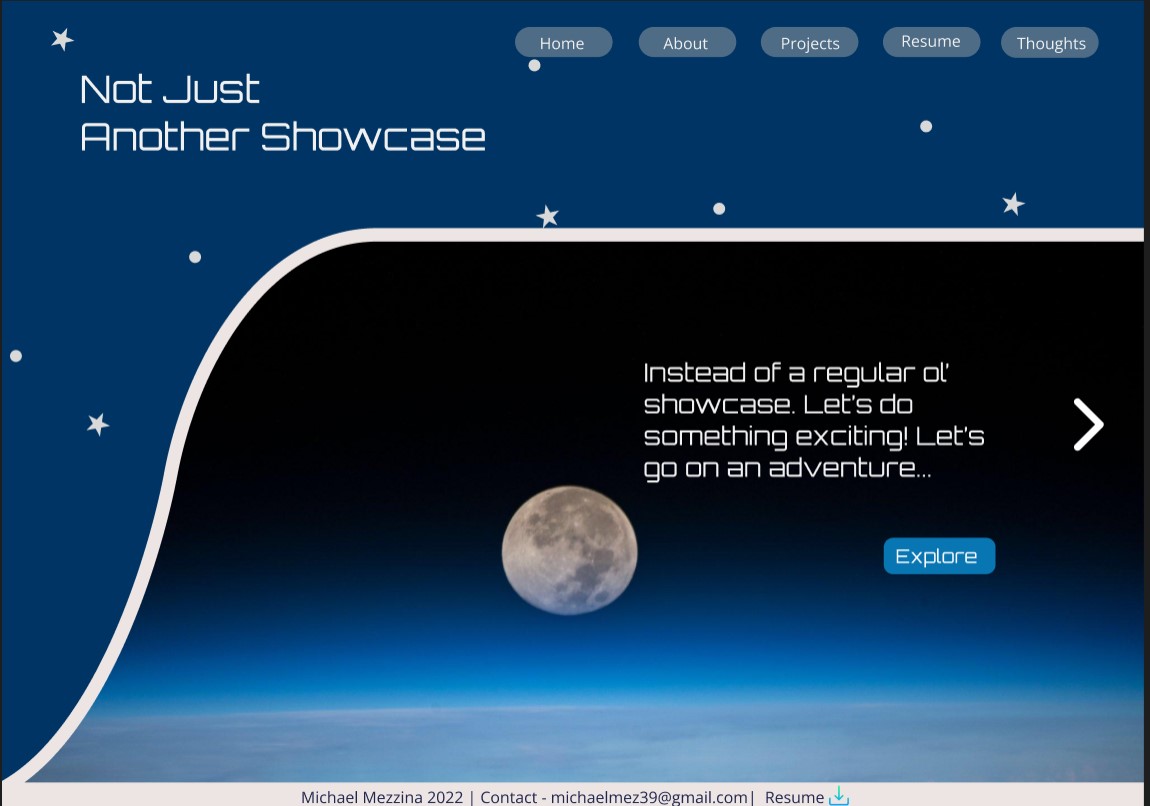 Home About Projects Resume Thoughts
Not Just
Another Showcase
Instead of a regular ol'
showcase. Let's do
something exciting! Let's
go on an adventure...
Explore
Michael Mezzina 2022 | Contact - michaelmez39@gmail.com| Resume